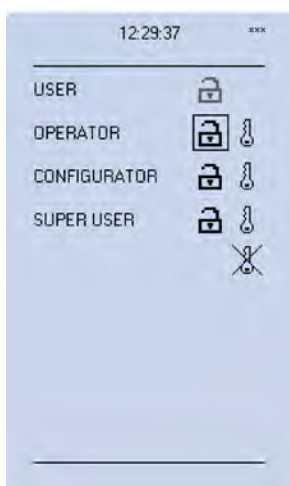 12:29:37 ***
USER
OPERATOR
CONFIGURATOR
SUPER USER